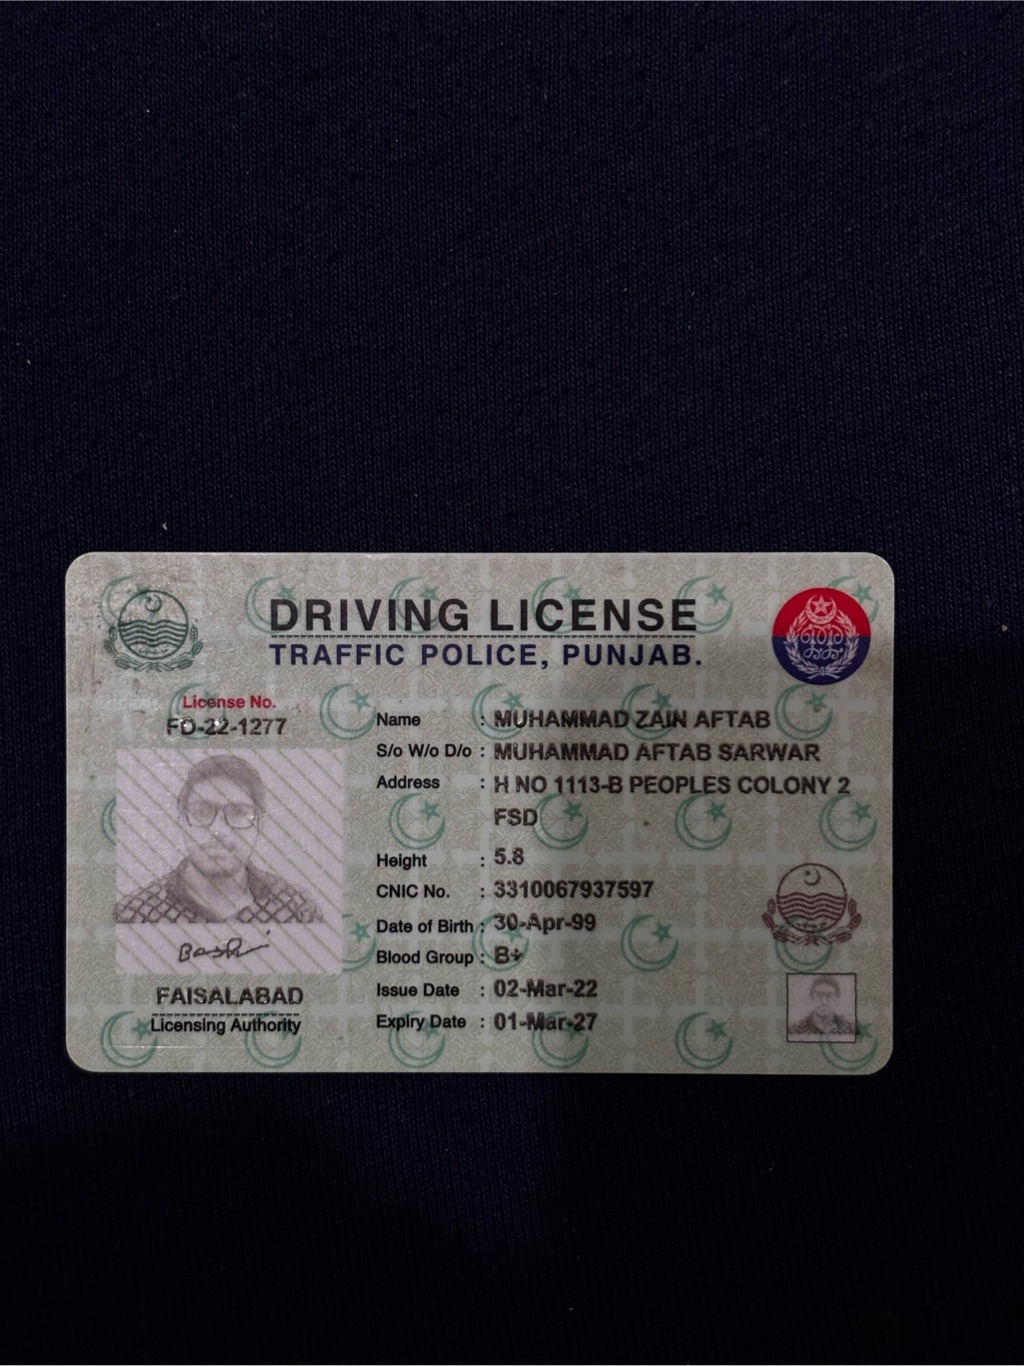 DRIVING LICENSE
TRAFFIC POLICE, PUNJAB.
License No.
FD-22-1277
Name : MUHAMMAD ZAIN AFTAB
S/o W/o D/o : MUHAMMAD AFTAB SARWAR
Address : H NO 1113-B PEOPLES COLONY 2
FSD
Height : 5.8
CNIC No. : 3310067937597
Date of Birth : 30-Apr-99
Blood Group : B+
Issue Date : 02-Mar-22
Expiry Date : 01-Mar-27
FAISALABAD
Licensing Authority